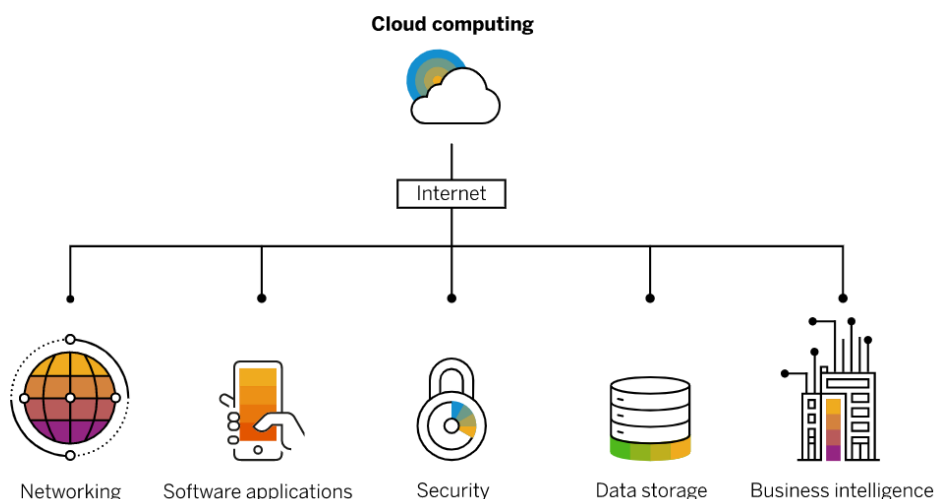 Cloud computing
Internet
Networking
Software applications
Security
Data storage
Business intelligence